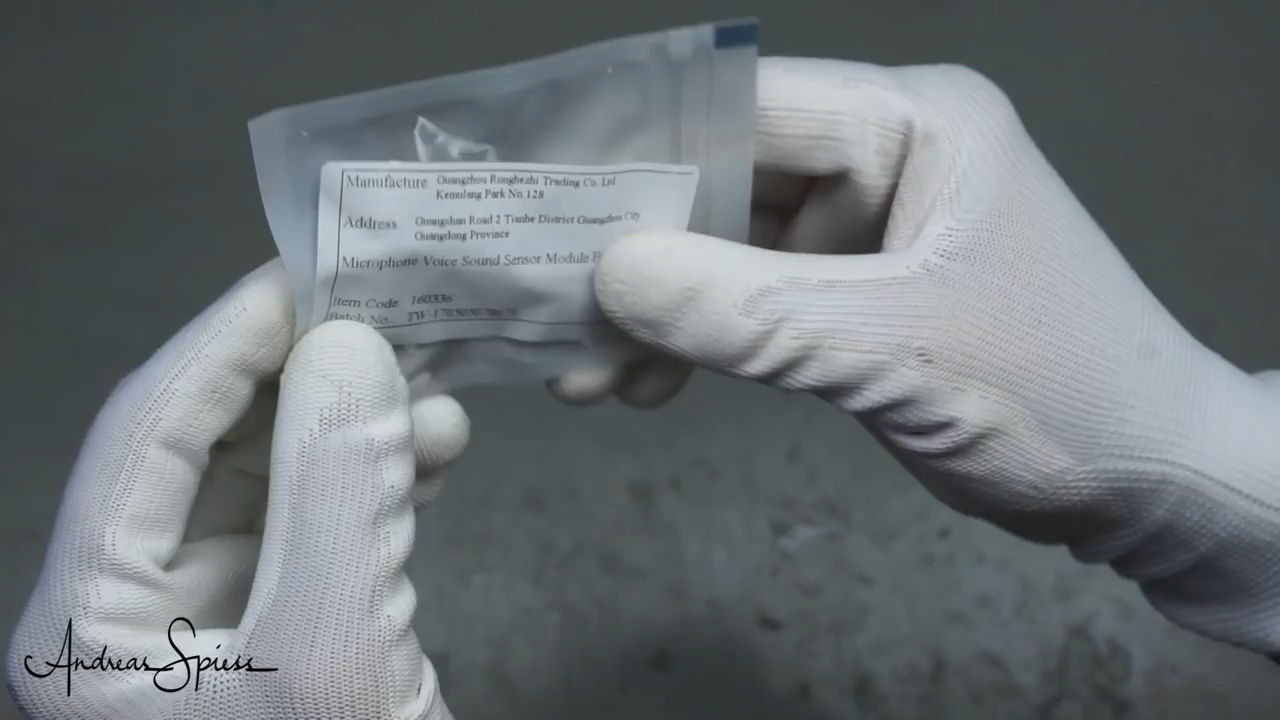 Manufacture Guangzhou Ronghezhi Trading Co. Ltd
Kemulang Park No.128
Address. Guangshan Road 2 Tianhe District Guangzhou City
Guangdong Province
Microphone Voice Sound Sensor Module
Item Code. 160336
Batch No..
Andreas Spiess